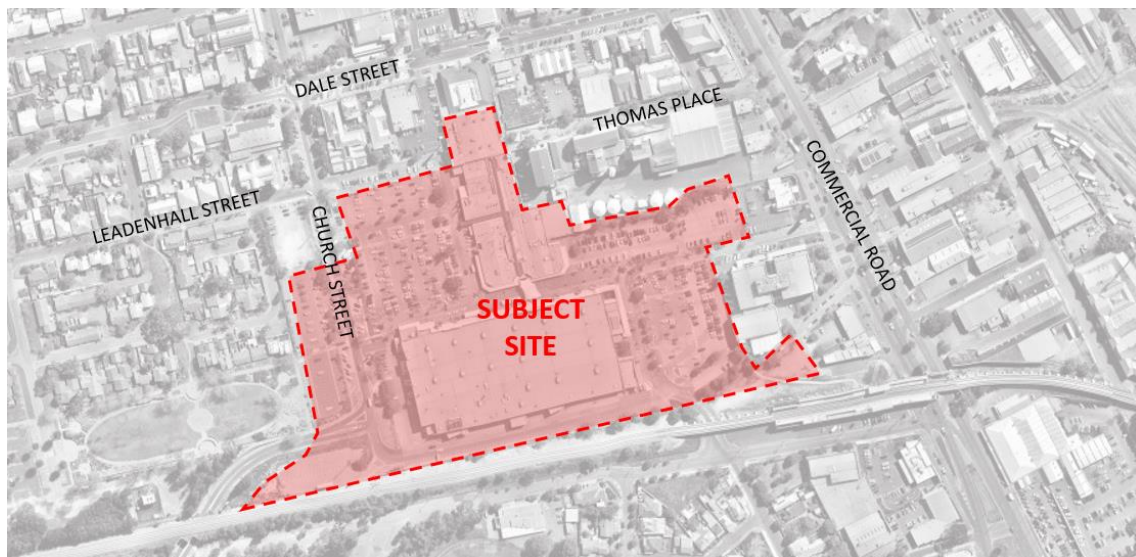 DALE STREET
THOMAS PLACE
LEADENHALL STREET
CHURCH STREET
COMMERCIAL ROAD
SUBJECT
SITE